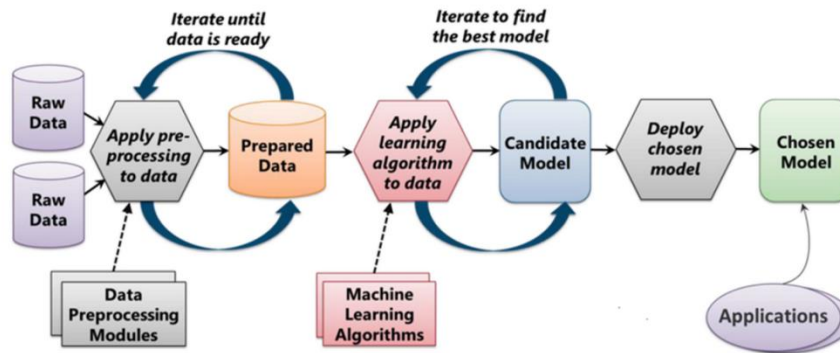 Iterate until
data is ready
Iterate to find
the best model
Raw
Data
Raw
Data
Apply pre-
processing
to data
Prepared
Data
Apply
learning
algorithm
to data
Candidate
Model
Deploy
chosen
model
Chosen
Model
Data
Preprocessing
Modules
Machine
Learning
Algorithms
Applications